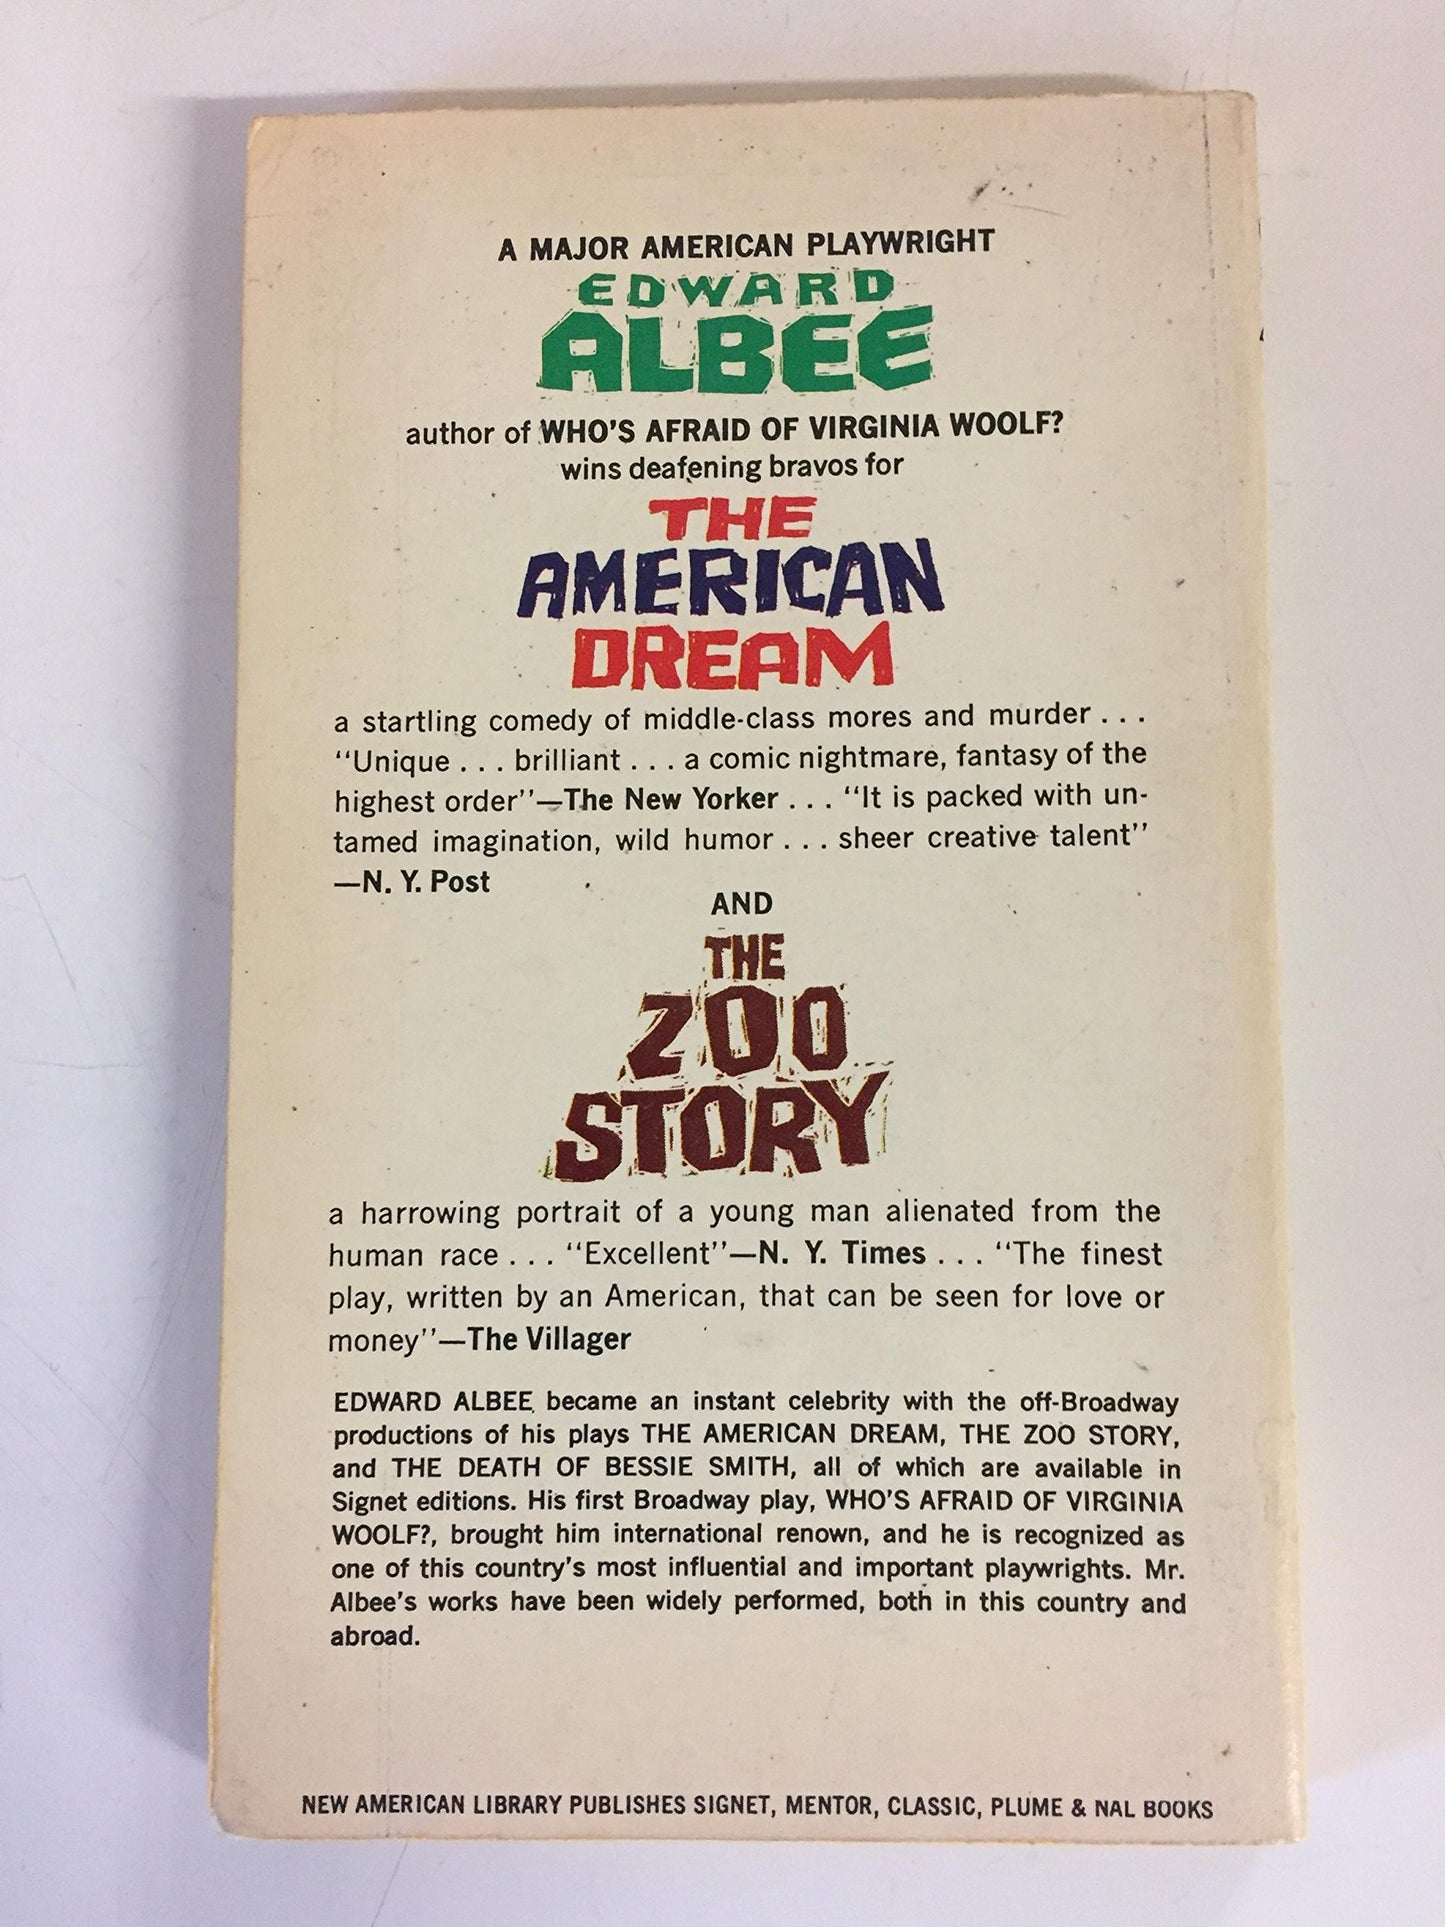 A MAJOR AMERICAN PLAYWRIGHT
EDWARD
ALBEE
author of WHO'S AFRAID OF VIRGINIA WOOLF?
wins deafening bravos for
THE
AMERICAN
DREAM
a startling comedy of middle-class mores and murder . . .
"Unique . . . brilliant . . . a comic nightmare, fantasy of the
highest order"—The New Yorker . . . "It is packed with un-
tamed imagination, wild humor . . . sheer creative talent"
—N. Y. Post
AND
THE
ZOO
STORY
a harrowing portrait of a young man alienated from the
human race . . . "Excellent"—N. Y. Times . . . "The finest
play, written by an American, that can be seen for love or
money"—The Villager
EDWARD ALBEE became an instant celebrity with the off-Broadway
productions of his plays THE AMERICAN DREAM, THE ZOO STORY,
and THE DEATH OF BESSIE SMITH, all of which are available in
Signet editions. His first Broadway play, WHO'S AFRAID OF VIRGINIA
WOOLF?, brought him international renown, and he is recognized as
one of this country's most influential and important playwrights. Mr.
Albee's works have been widely performed, both in this country and
abroad.
NEW AMERICAN LIBRARY PUBLISHES SIGNET, MENTOR, CLASSIC, PLUME & NAL BOOKS